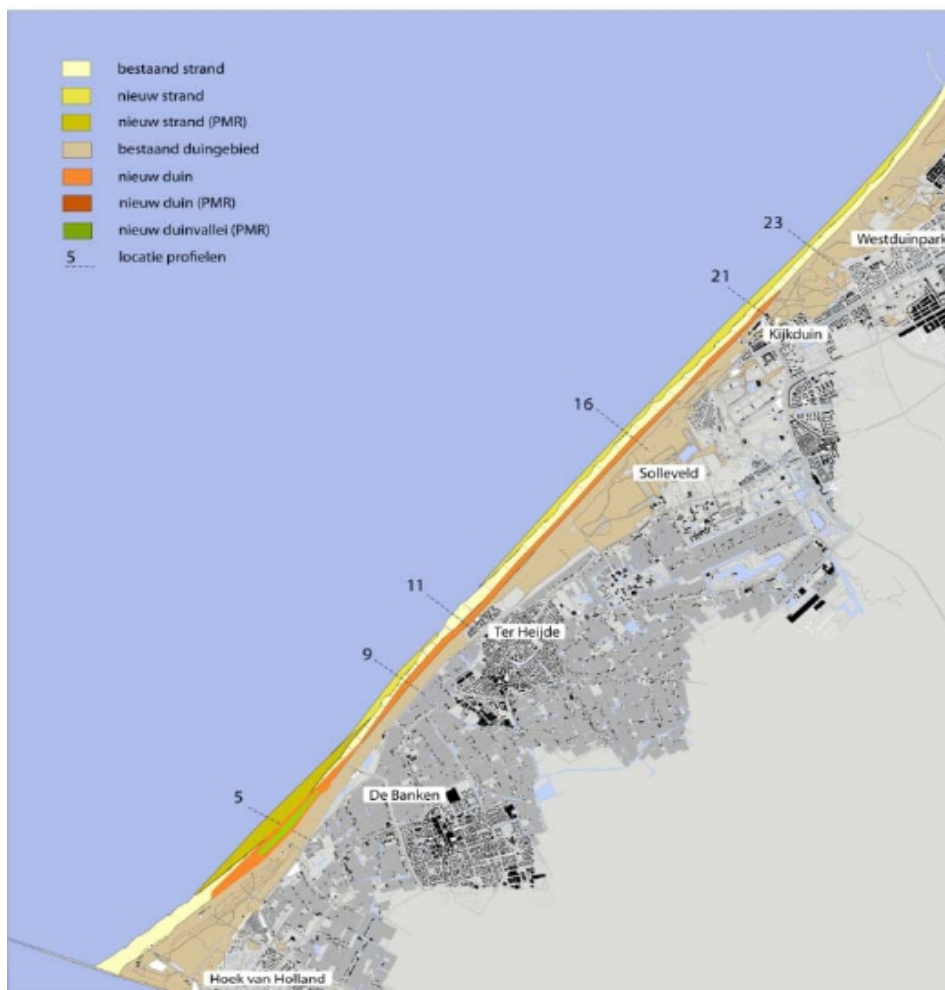 bestaand strand
nieuw strand
nieuw strand (PMR)
bestaand duingebied
nieuw duin
nieuw duin (PMR)
nieuw duinvallei (PMR)
5 locatie profielen
23
Westduinpark
21
Kijkduin
16
Solleveld
11
Ter Heijde
9
5
De Banken
Hoek van Holland